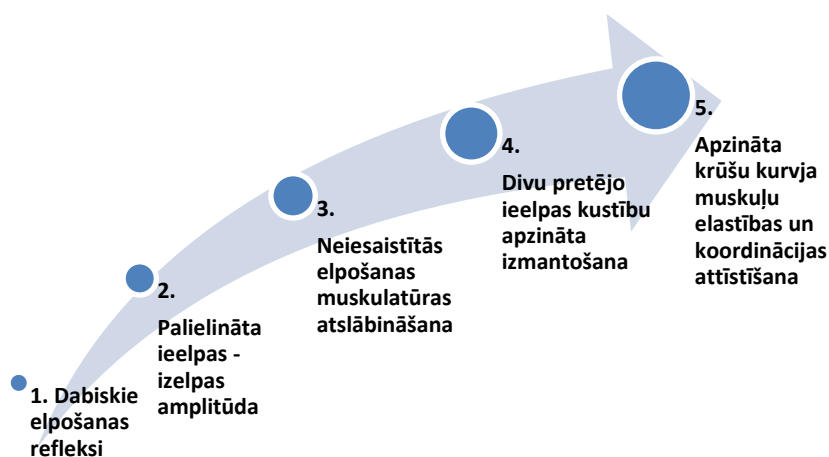 1. Dabiskie
elpošanas
refleksi
2.
Palielināta
ieelpas -
izelpas
amplitūda
3.
Neiesaistītās
elpošanas
muskulatūras
atslābināšana
4.
Divu pretējo
ieelpas kustību
apzināta
izmantošana
5.
Apzināta
krūšu kurvja
muskuļu
elastības un
koordinācijas
attīstīšana